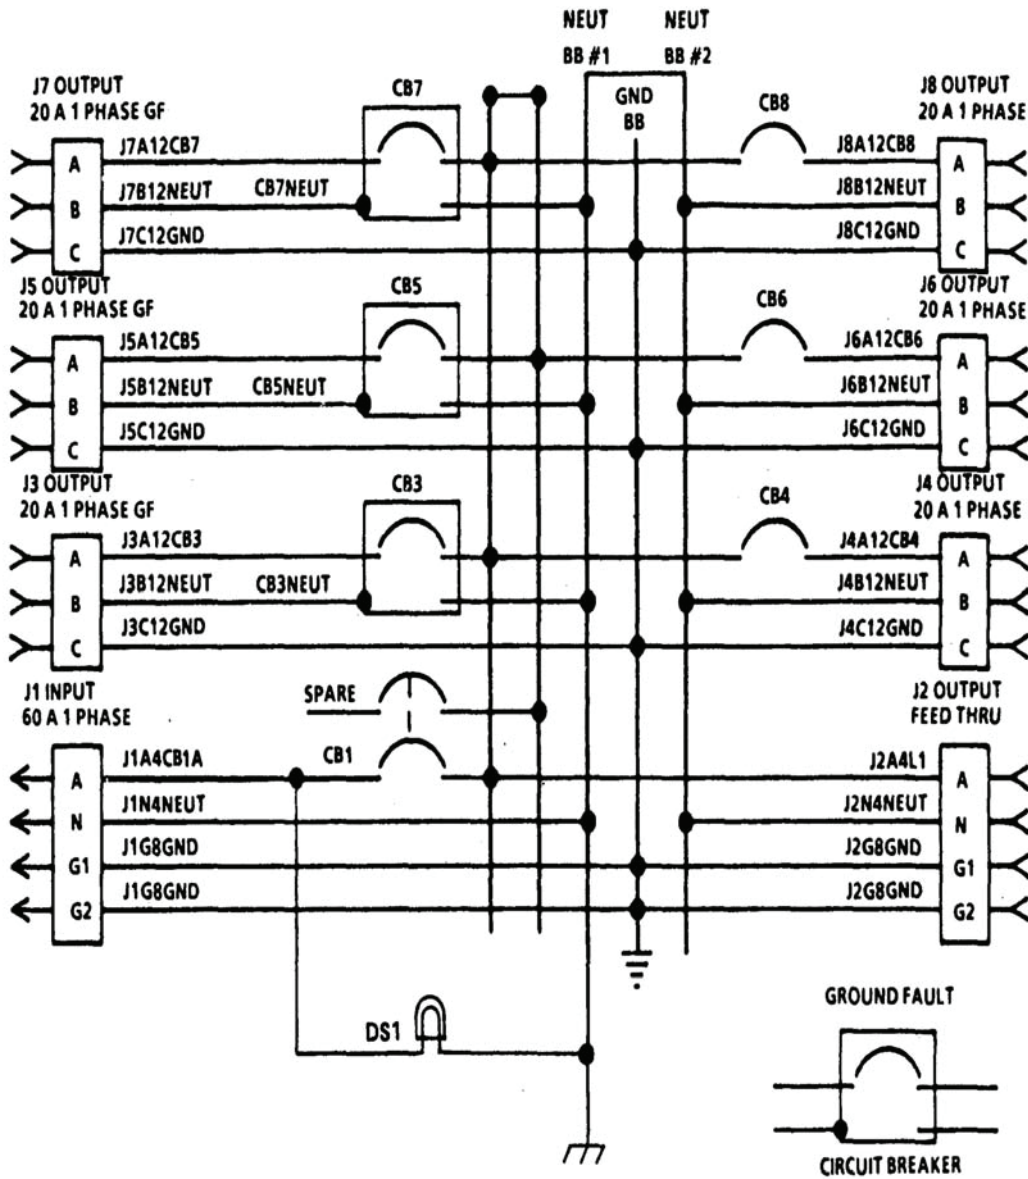 NEUT NEUT
BB #1 BB #2
GND
BB
J7 OUTPUT
20 A 1 PHASE GF
CB7
CB8
J8 OUTPUT
20 A 1 PHASE
A J7A12CB7
B J7B12NEUT CB7NEUT
C J7C12GND
J8A12CB8 A
J8B12NEUT B
J8C12GND C
J5 OUTPUT
20 A 1 PHASE GF
CB5
CB6
J6 OUTPUT
20 A 1 PHASE
A J5A12CB5
B J5B12NEUT CB5NEUT
C J5C12GND
J6A12CB6 A
J6B12NEUT B
J6C12GND C
J3 OUTPUT
20 A 1 PHASE GF
CB3
CB4
J4 OUTPUT
20 A 1 PHASE
A J3A12CB3
B J3B12NEUT CB3NEUT
C J3C12GND
J4A12CB4 A
J4B12NEUT B
J4C12GND C
J1 INPUT
60 A 1 PHASE
SPARE
CB1
J2 OUTPUT
FEED THRU
A J1A4CB1A
N J1N4NEUT
G1 J1G8GND
G2 J1G8GND
J2A4L1 A
J2N4NEUT N
J2G8GND G1
J2G8GND G2
DS1
GROUND FAULT
CIRCUIT BREAKER